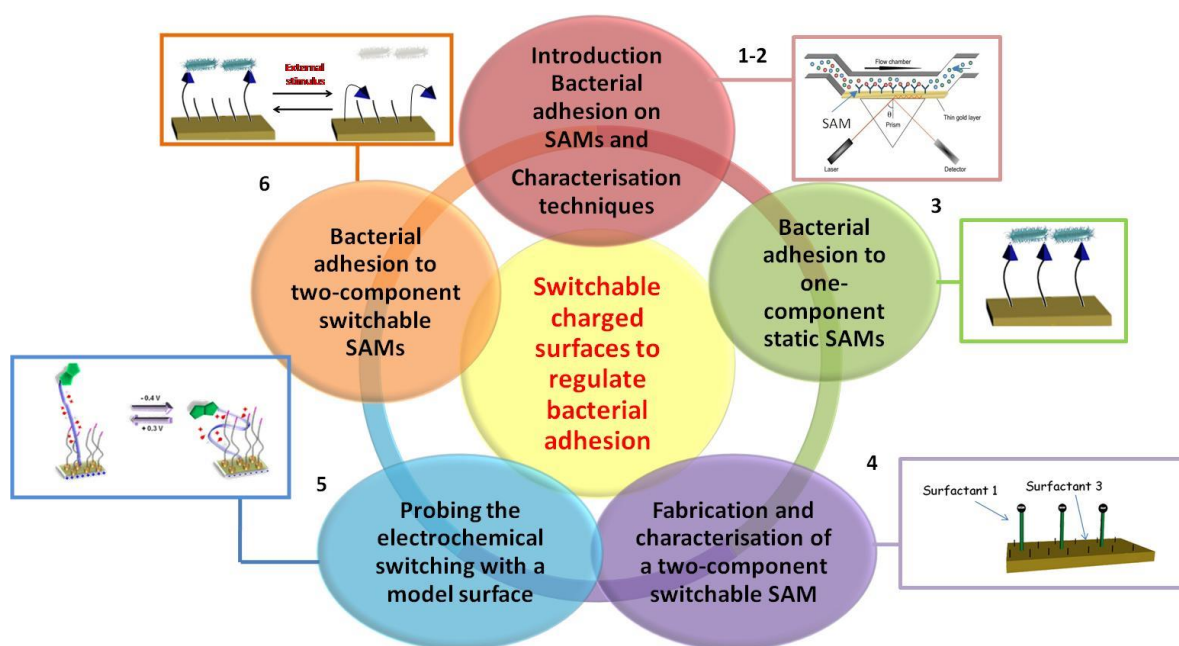 Introduction
Bacterial
adhesion on
SAMs and
Characterisation
techniques
1-2
Flow chamber
SAM
θ
Prism
Thin gold layer
Laser
Detector
Bacterial
adhesion to
one-
component
static SAMs
3
Fabrication and
characterisation of
a two-component
switchable SAM
4
Surfactant 1
Surfactant 3
Probing the
electrochemical
switching with a
model surface
5
- 0.4 V
+ 0.3 V
Bacterial
adhesion to
two-component
switchable
SAMs
6
External
stimulus
Switchable
charged
surfaces to
regulate
bacterial
adhesion